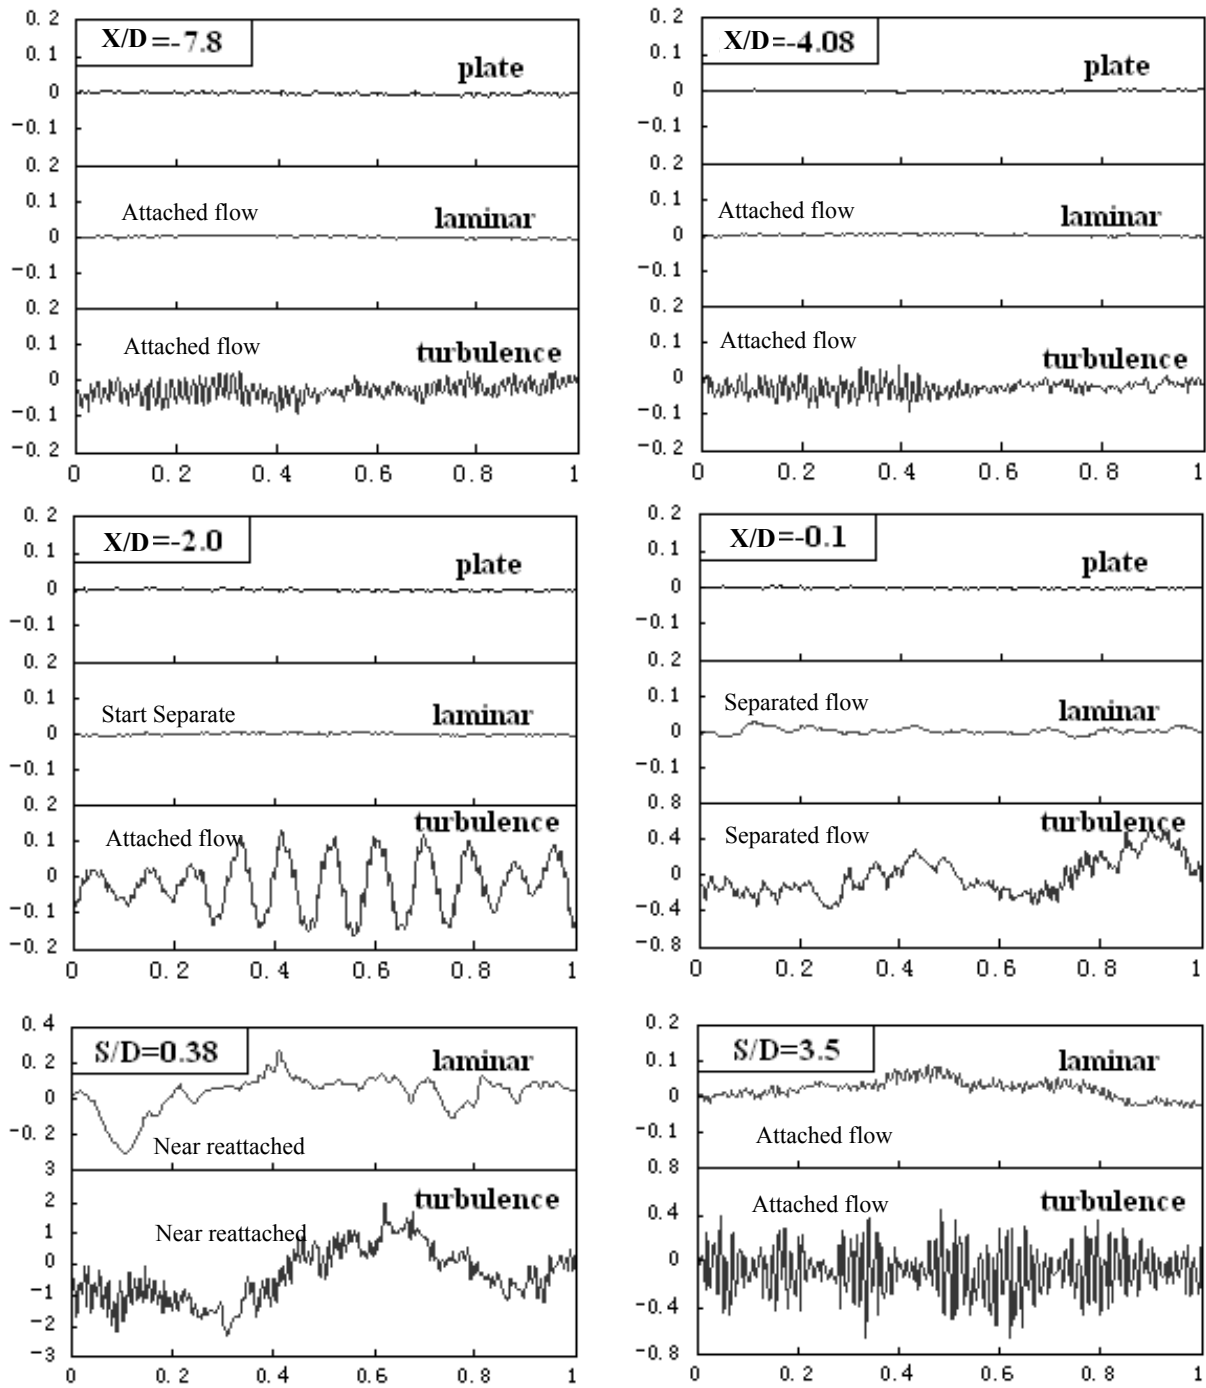 0.2
X/D=-7.8
0.1
plate
0
-0.1
0.2
0.1
Attached flow
laminar
0
-0.1
0.2
0.1
Attached flow
turbulence
0
-0.1
-0.2
0 0.2 0.4 0.6 0.8 1
0.2
X/D=-4.08
0.1
plate
0
-0.1
0.2
0.1
Attached flow
laminar
0
-0.1
0.2
0.1
Attached flow
turbulence
0
-0.1
-0.2
0 0.2 0.4 0.6 0.8 1
0.2
X/D=-2.0
0.1
plate
0
-0.1
0.2
0.1
Start Separate
laminar
0
-0.1
0.2
0.1
Attached flow
turbulence
0
-0.1
-0.2
0 0.2 0.4 0.6 0.8 1
0.2
X/D=-0.1
0.1
plate
0
-0.1
0.2
0.1
Separated flow
laminar
0
-0.1
0.8
turbulence
0.4
Separated flow
0
-0.4
-0.8
0 0.2 0.4 0.6 0.8 1
0.4
S/D=0.38
laminar
0.2
0
-0.2
Near reattached
3
turbulence
2
Near reattached
1
0
-1
-2
-3
0 0.2 0.4 0.6 0.8 1
0.2
S/D=3.5
laminar
0.1
0
-0.1
Attached flow
0.8
Attached flow
turbulence
0.4
0
-0.4
-0.8
0 0.2 0.4 0.6 0.8 1